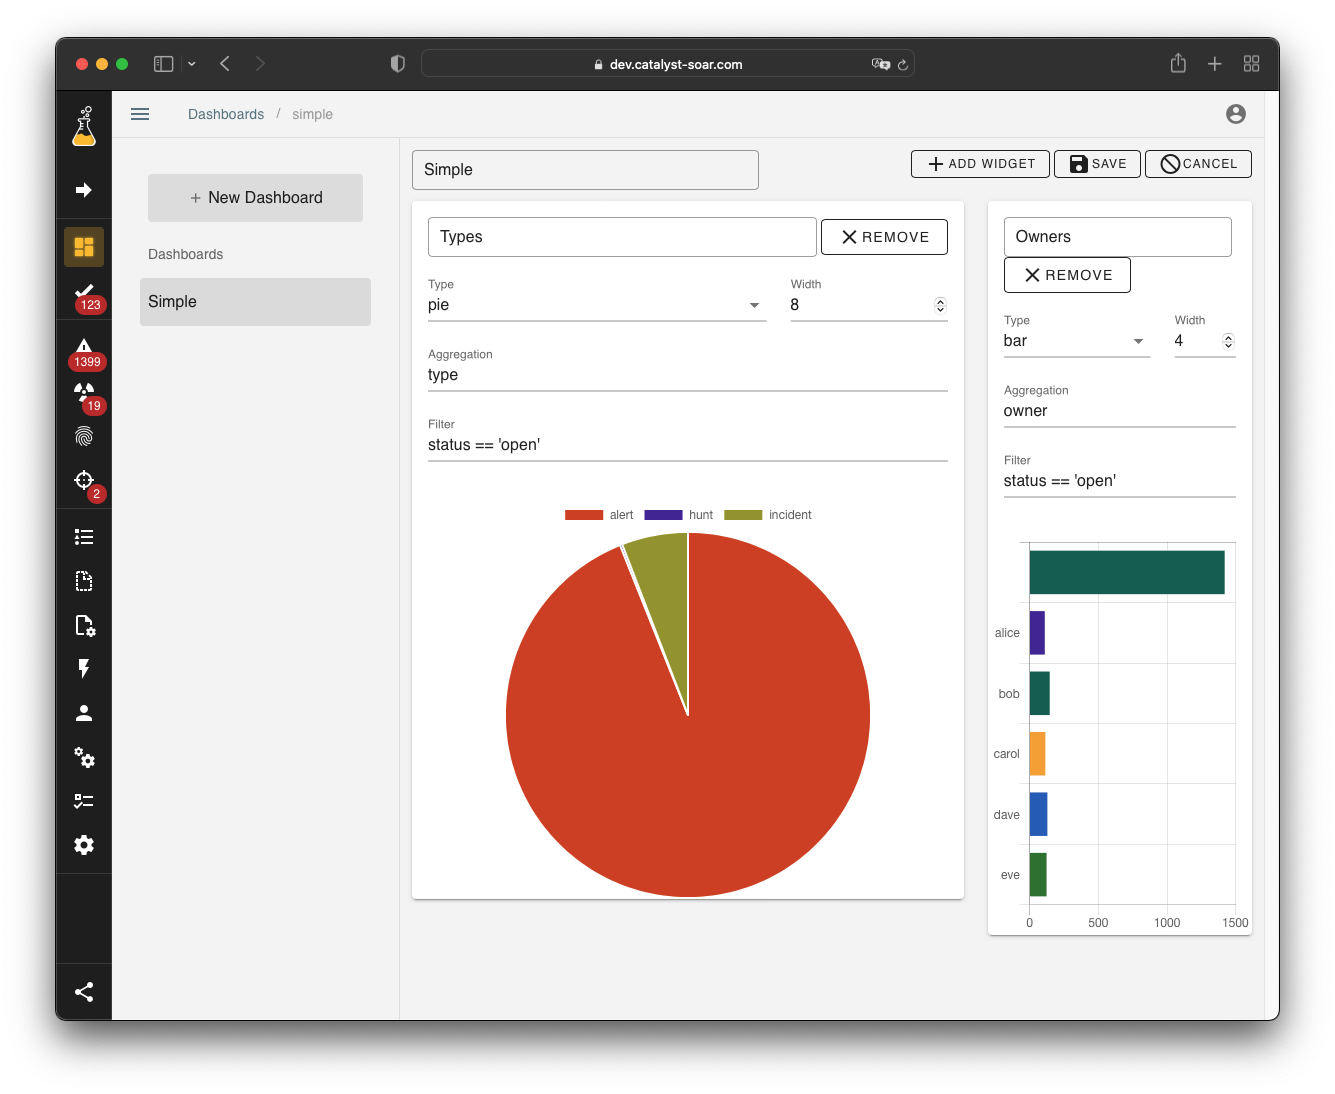 dev.catalyst-soar.com
Dashboards / simple
+ New Dashboard
Dashboards
Simple
123
1399
19
2
Simple
ADD WIDGET
SAVE
CANCEL
Types
REMOVE
Type
pie
Width
8
Aggregation
type
Filter
status == 'open'
alert hunt incident
Owners
REMOVE
Type
bar
Width
4
Aggregation
owner
Filter
status == 'open'
alice
bob
carol
dave
eve
0 500 1000 1500